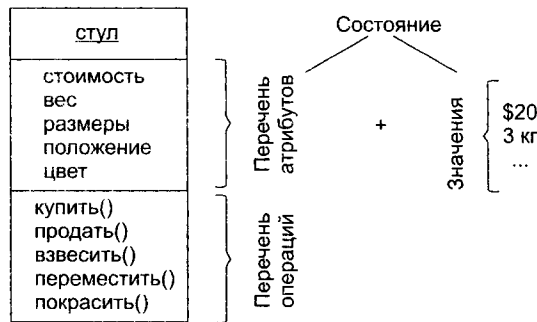 стул
стоимость
вес
размеры
положение
цвет
купить()
продать()
взвесить()
переместить()
покрасить()
Перечень
атрибутов
Перечень
операций
Состояние
+
Значения
$20
3 кг
...